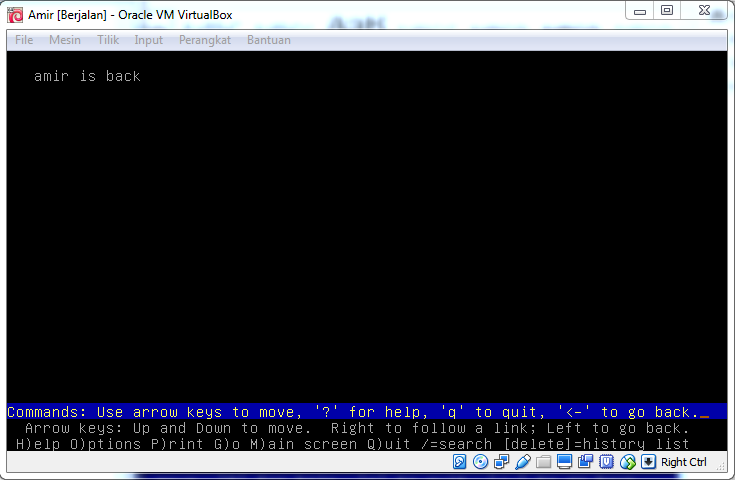 Amir [Berjalan] - Oracle VM VirtualBox
File Mesin Tilik Input Perangkat Bantuan
amir is back
Commands: Use arrow keys to move, '?' for help, 'q' to quit, '<-' to go back.
Arrow keys: Up and Down to move. Right to follow a link; Left to go back.
H)elp O)ptions P)rint G)o M)ain screen Q)uit /=search [delete]=history list
Right Ctrl